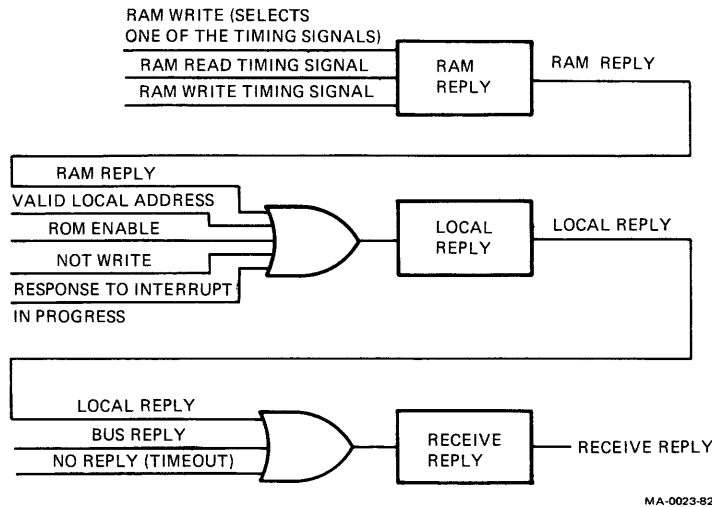 RAM WRITE (SELECTS
ONE OF THE TIMING SIGNALS)
RAM READ TIMING SIGNAL
RAM WRITE TIMING SIGNAL
RAM
REPLY
RAM REPLY
RAM REPLY
VALID LOCAL ADDRESS
ROM ENABLE
NOT WRITE
RESPONSE TO INTERRUPT
IN PROGRESS
LOCAL
REPLY
LOCAL REPLY
LOCAL REPLY
BUS REPLY
NO REPLY (TIMEOUT)
RECEIVE
REPLY
RECEIVE REPLY
MA-0023-82